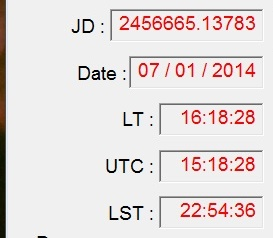 JD : 2456665.13783
Date : 07 / 01 / 2014
LT : 16:18:28
UTC : 15:18:28
LST : 22:54:36